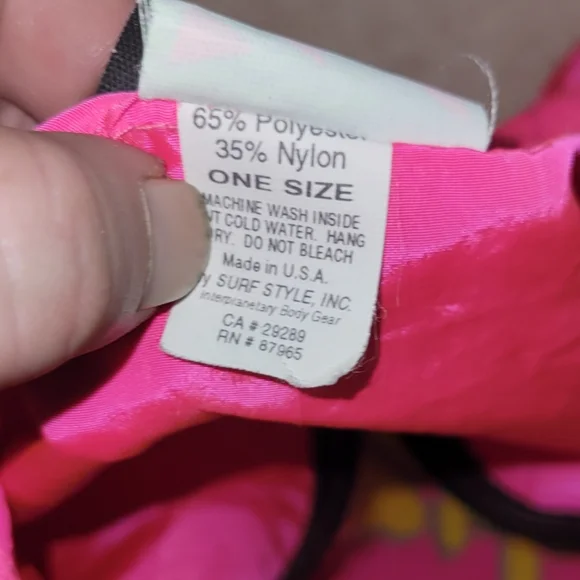 65% Polyester
35% Nylon
ONE SIZE
MACHINE WASH INSIDE
COLD WATER. HANG
DO NOT BLEACH
Made in U.S.A.
SURF STYLE, INC.
Interplanetary Body Gear
CA # 29289
RN # 87965